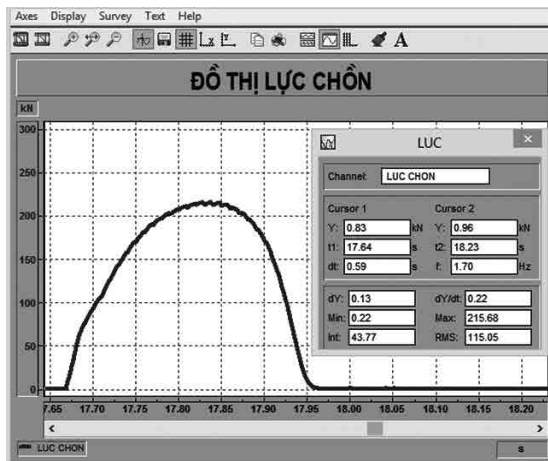 Axes Display Survey Text Help
ĐỒ THỊ LỰC CHỒN
kN
300
250
200
150
100
50
0
17.65 17.70 17.75 17.80 17.85 17.90 17.95 18.00 18.05 18.10 18.15 18.20
LUC CHON
s
LUC
Channel: LUC CHON
Cursor 1 Cursor 2
Y: 0.83 kN Y: 0.96 kN
t1: 17.64 s t2: 18.23 s
dt: 0.59 s f: 1.70 Hz
dY: 0.13 dY/dt: 0.22
Min: 0.22 Max: 215.68
Int: 43.77 RMS: 115.05